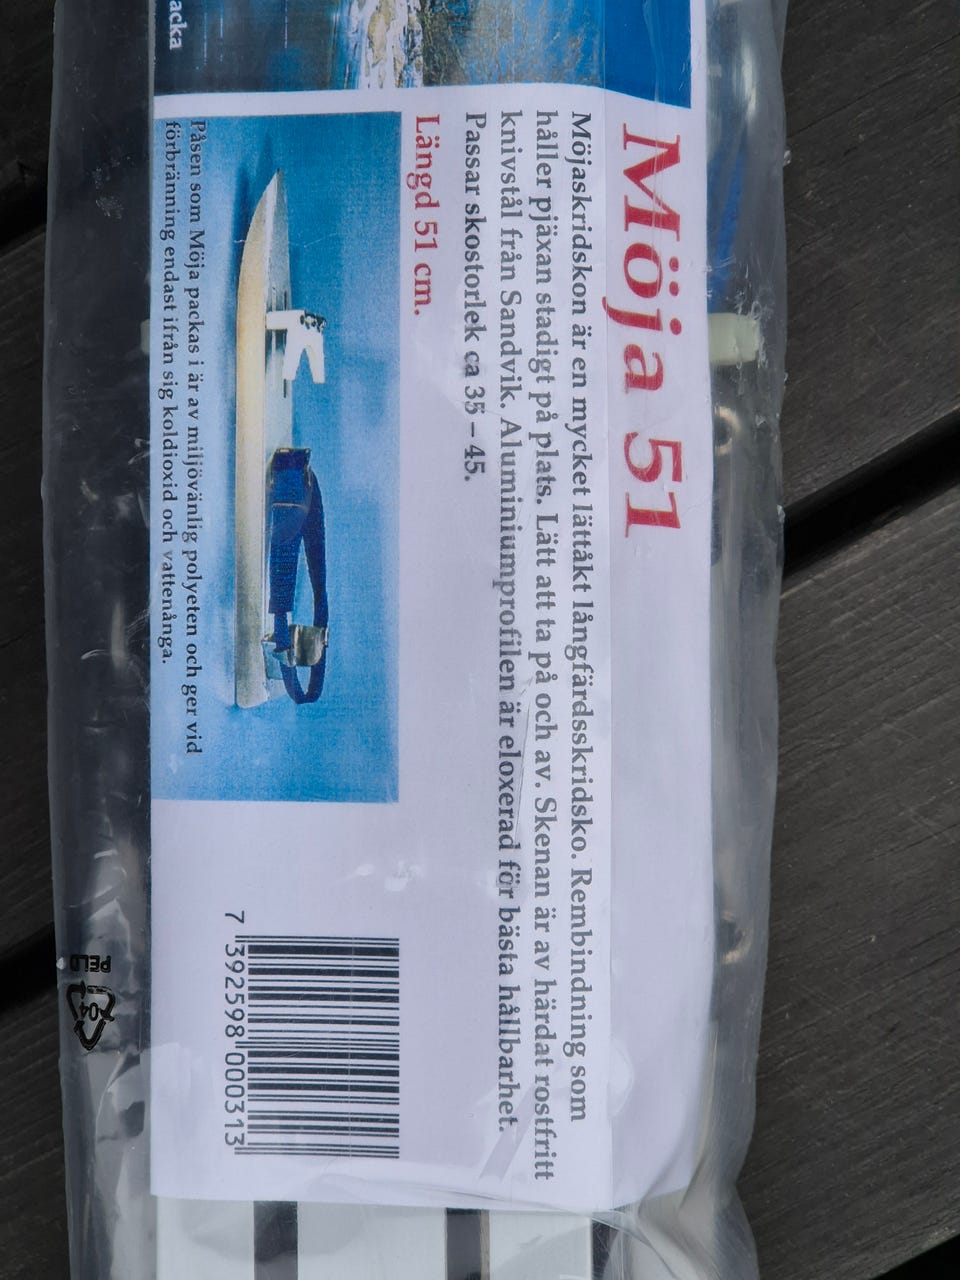 Möja 51
Möjaskridskon är en mycket lättåkt långfärdsskridsko. Rembindning som
håller pjäxan stadigt på plats. Lätt att ta på och av. Skenan är av härdat rostfritt
knivstål från Sandvik. Aluminiumprofilen är eloxerad för bästa hållbarhet.
Passar skostorlek ca 35 – 45.
Längd 51 cm.
Påsen som Möja packas i är av miljövänlig polyeten och ger vid
förbränning endast ifrån sig koldioxid och vattenånga.
acka
7 392598 000313
PELD
04